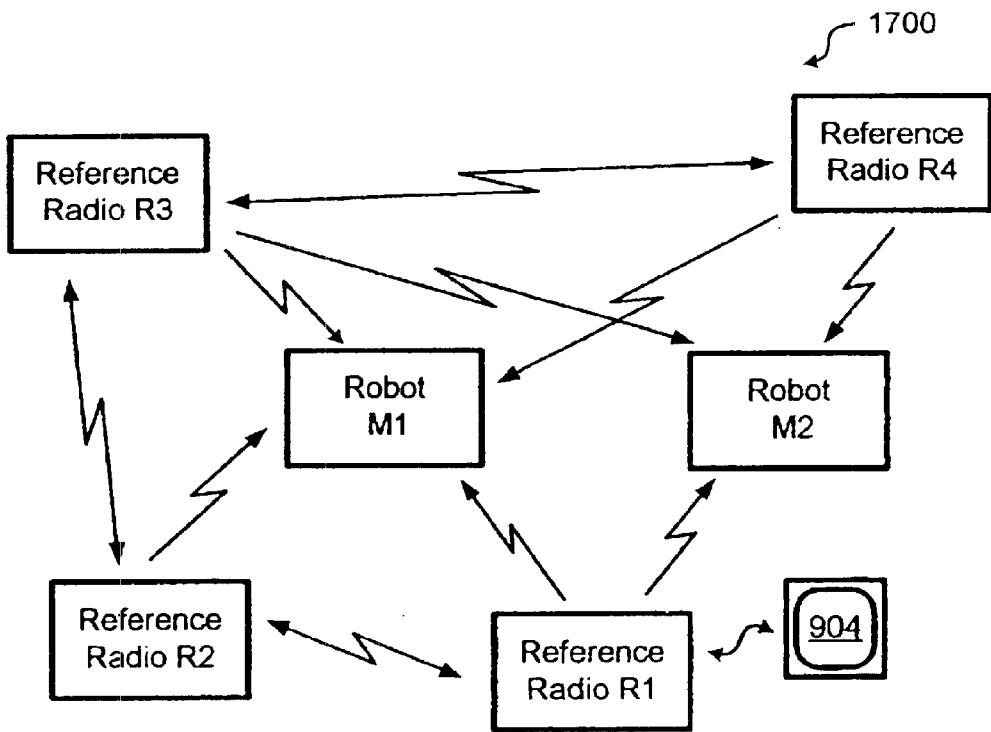 1700
Reference
Radio R4
Reference
Radio R3
Robot
M1
Robot
M2
Reference
Radio R2
Reference
Radio R1
904